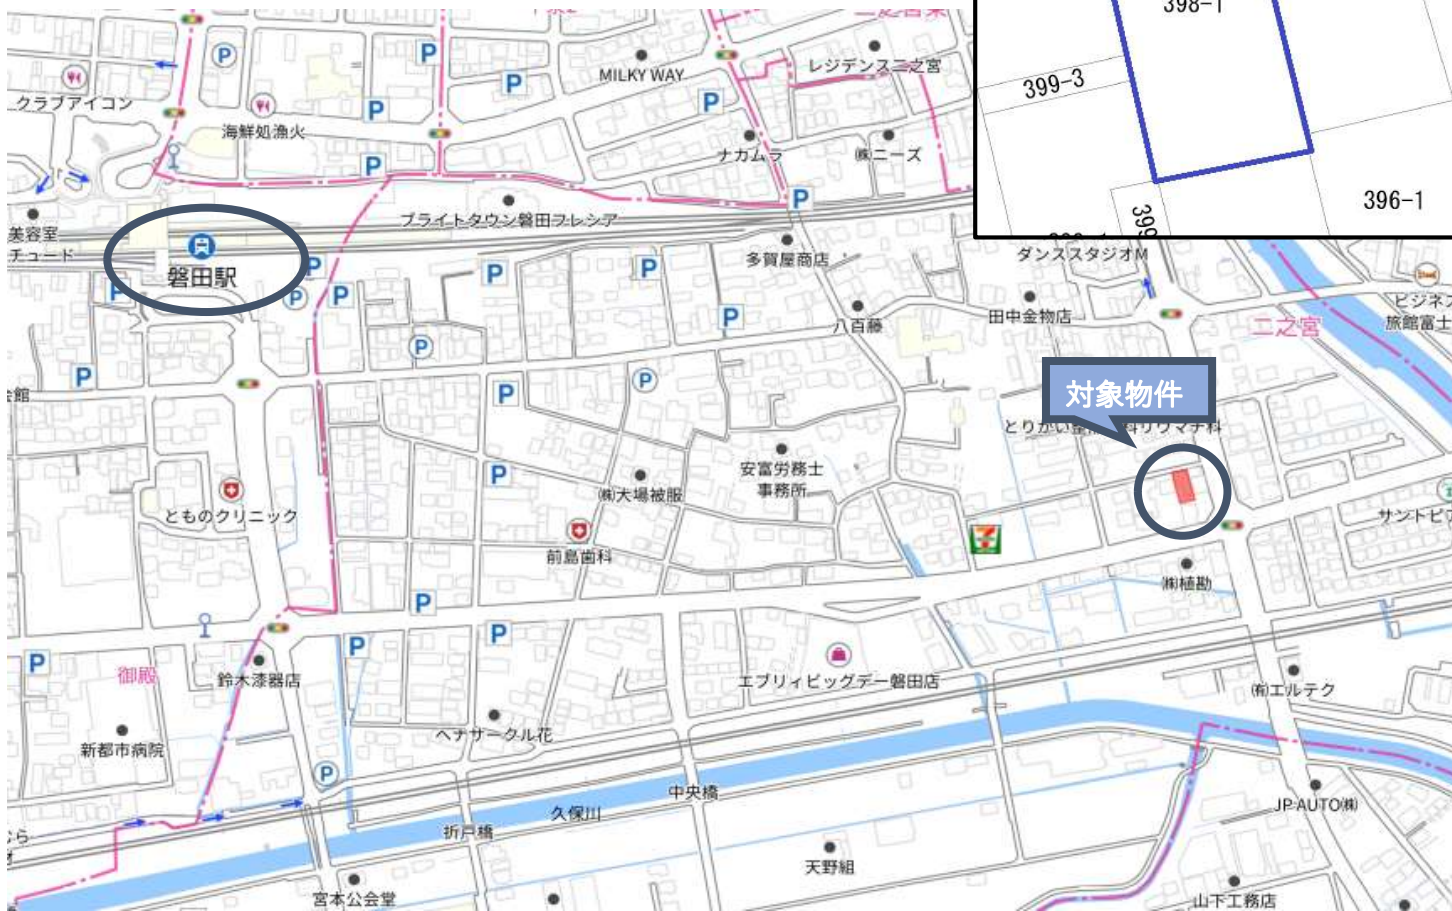 398-1
399-3
396-1
MILKY WAY
レジデンス二之宮
クラブアイコン
海鮮処漁火
ナカムラ
㈱ニーズ
P
P
P
P
P
P
P
ブライトタウン磐田フレシア
美容室
チュード
磐田駅
多賀屋商店
ダンススタジオM
P
P
P
P
P
P
P
八百藤
田中金物店
二之宮
ビジネス
旅館富士
P
P
P
P
対象物件
安富労務士
事務所
㈱大場被服
P
とものクリニック
前島歯科
サントピア
7
㈱植勘
P
P
P
P
御殿
鈴木漆器店
エブリィビッグデー磐田店
㈲エルテク
新都市病院
ヘナサークル花
P
中央橋
久保川
折戸橋
JP AUTO㈱
天野組
宮本公会堂
山下工務店